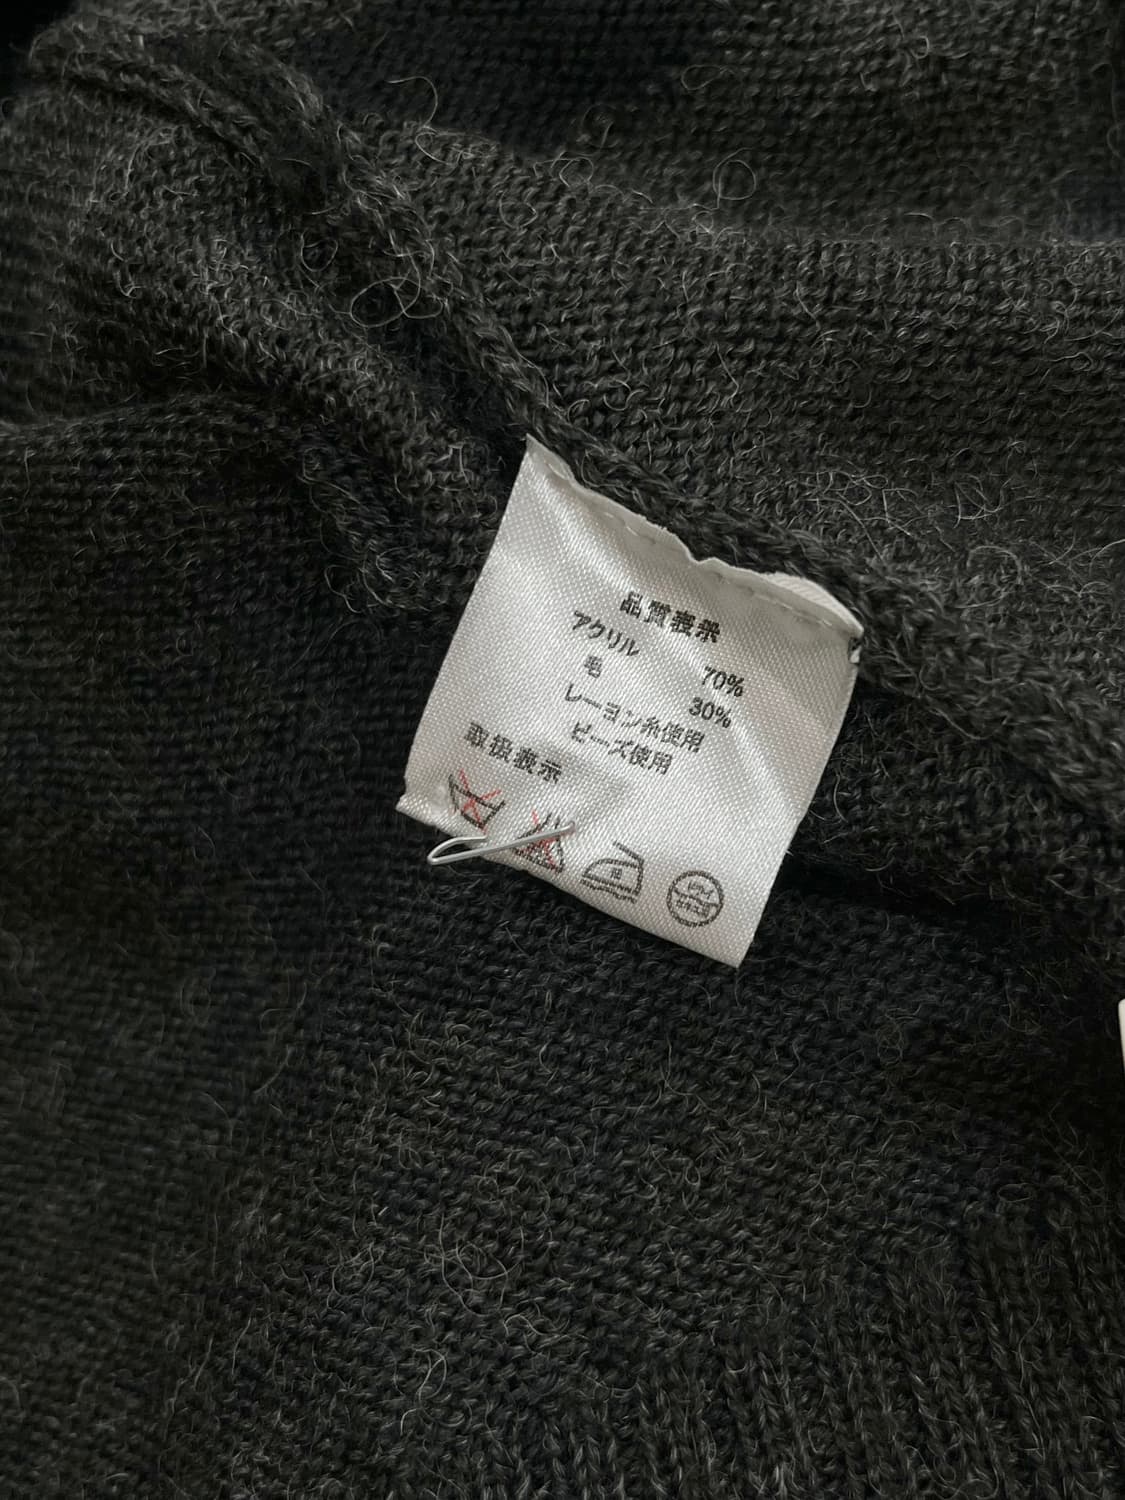 品質表示
アクリル 70%
毛 30%
レーヨン糸使用
ビーズ使用
取扱表示